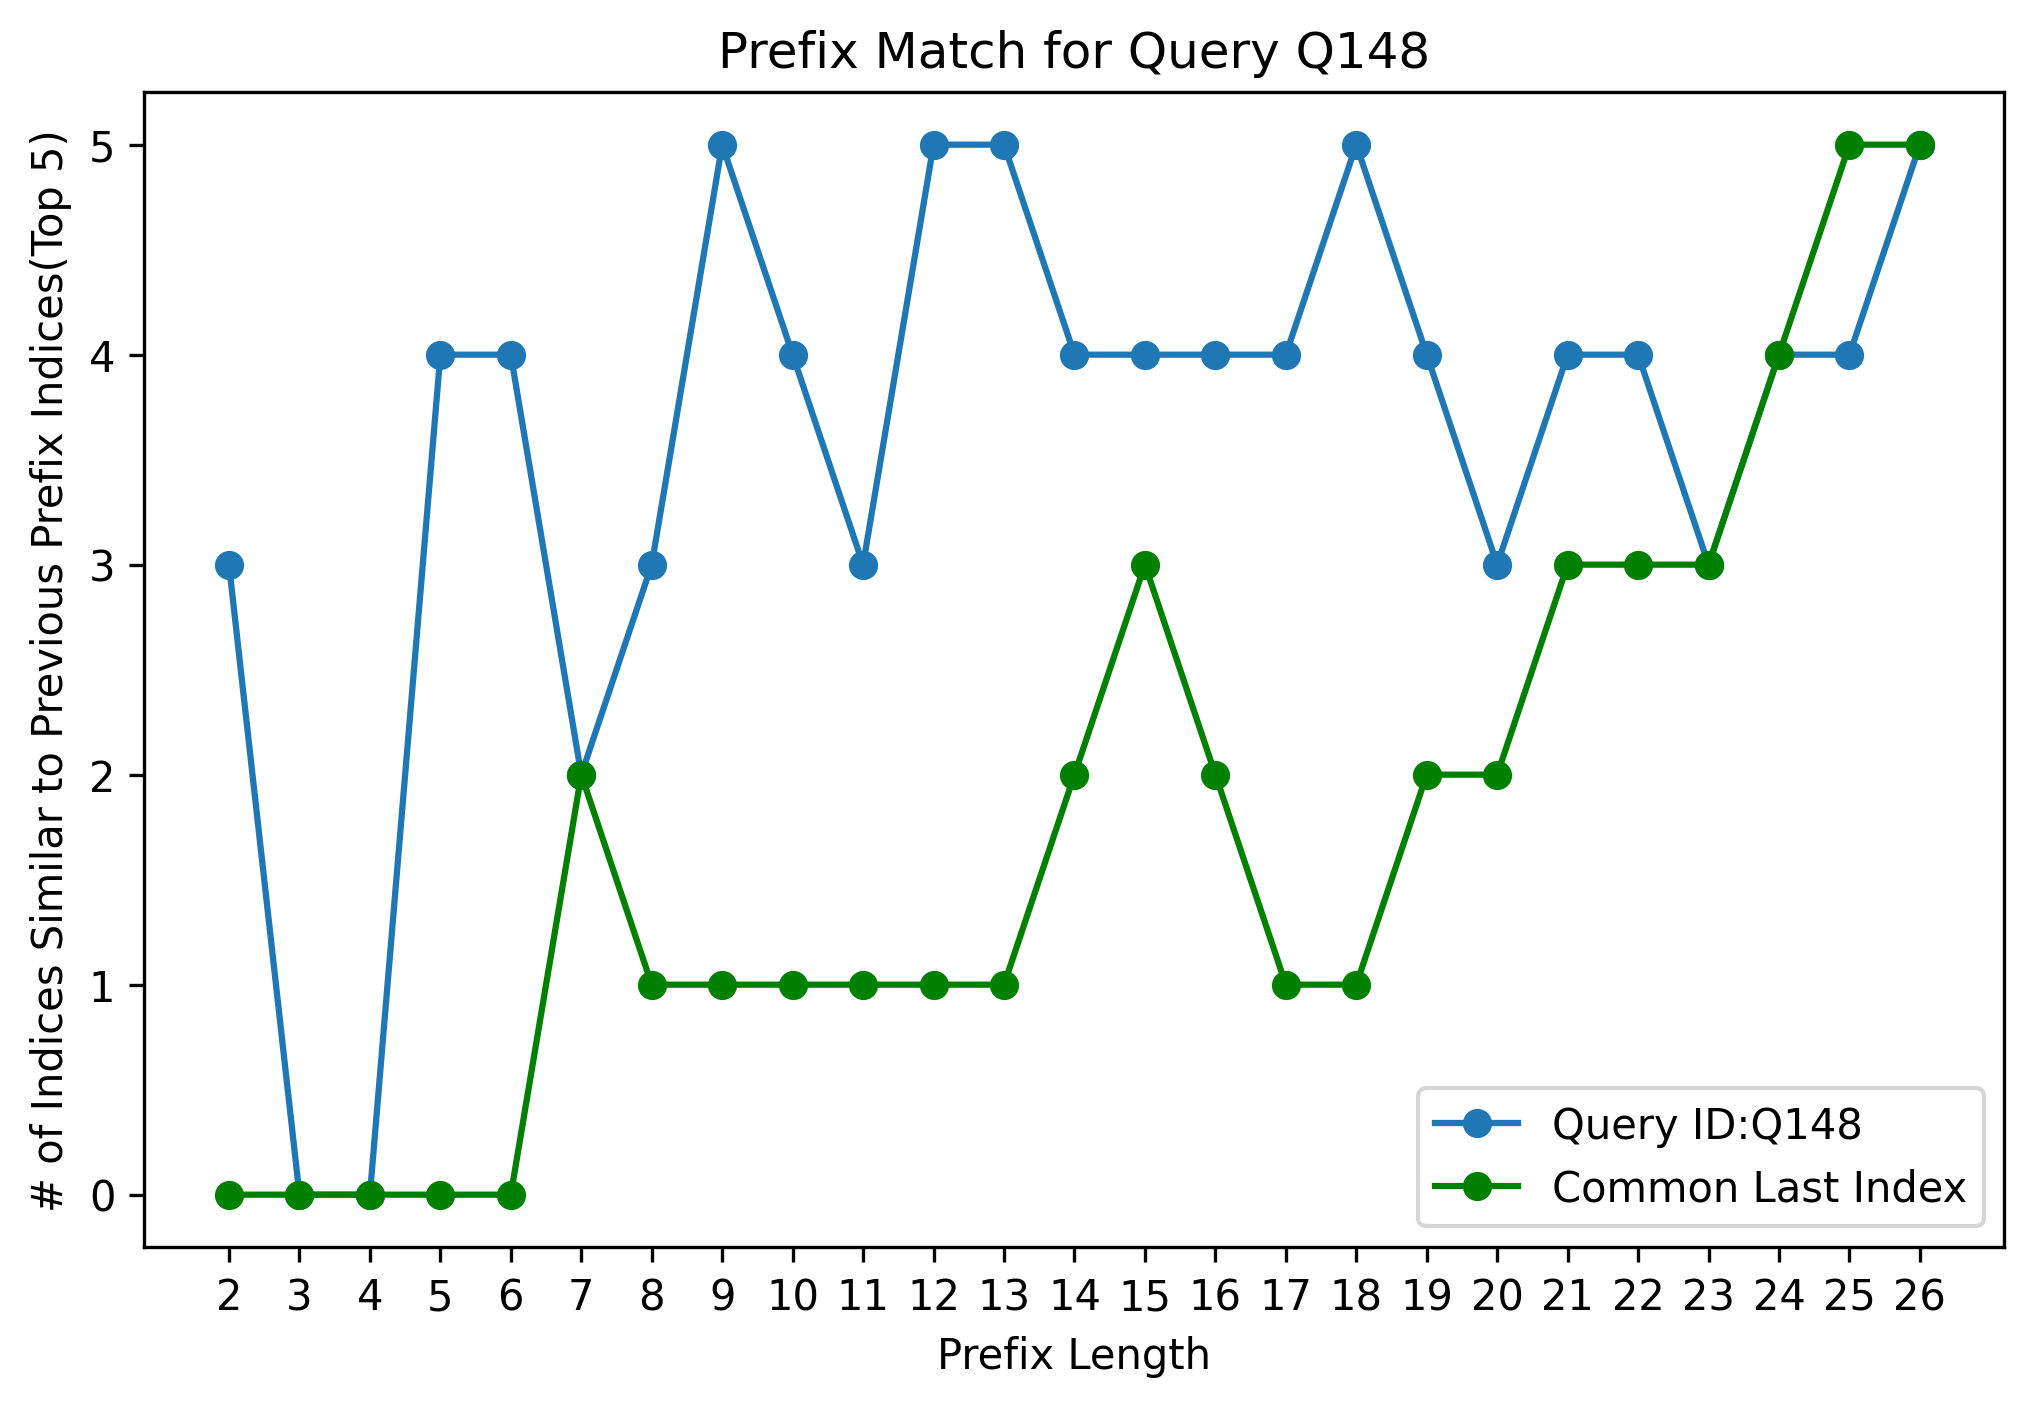 Prefix Match for Query Q148
# of Indices Similar to Previous Prefix Indices(Top 5)
5
4
3
2
1
0
Query ID:Q148
Common Last Index
2 3 4 5 6 7 8 9 10 11 12 13 14 15 16 17 18 19 20 21 22 23 24 25 26
Prefix Length